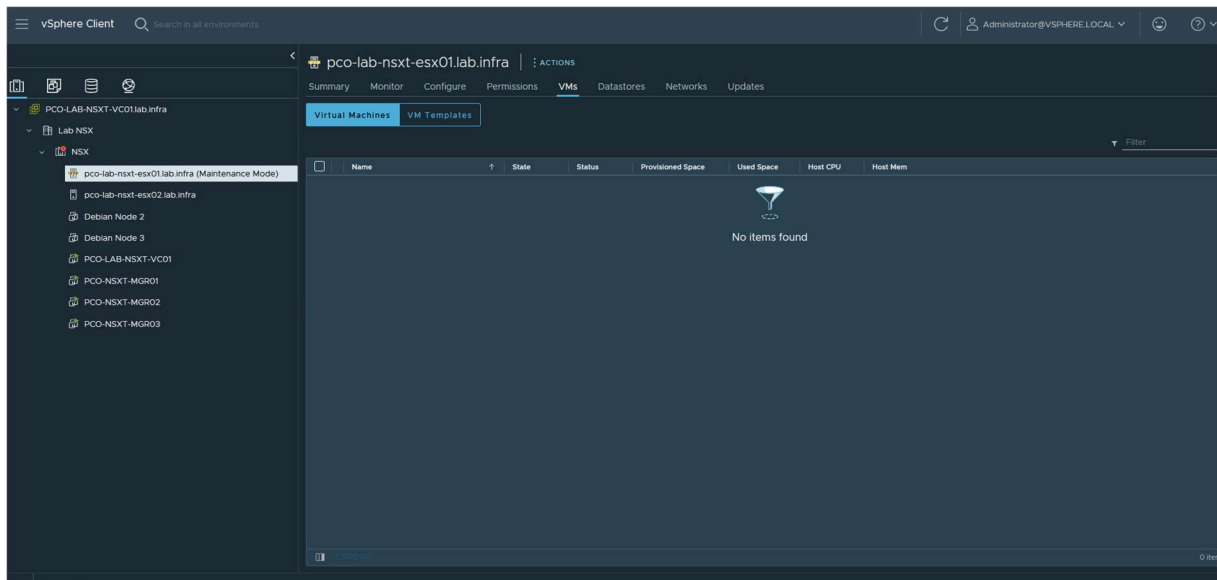 vSphere Client
Search in all environments
Administrator@VSPHERE.LOCAL
pco-lab-nsxt-esx01.lab.infra
ACTIONS
Summary Monitor Configure Permissions VMs Datastores Networks Updates
PCO-LAB-NSXT-VC01.lab.infra
Lab NSX
NSX
pco-lab-nsxt-esx01.lab.infra (Maintenance Mode)
pco-lab-nsxt-esx02.lab.infra
Debian Node 2
Debian Node 3
PCO-LAB-NSXT-VC01
PCO-NSXT-MGR01
PCO-NSXT-MGR02
PCO-NSXT-MGR03
Virtual Machines VM Templates
Filter
Name State Status Provisioned Space Used Space Host CPU Host Mem
No items found
EXPORT
0 ite